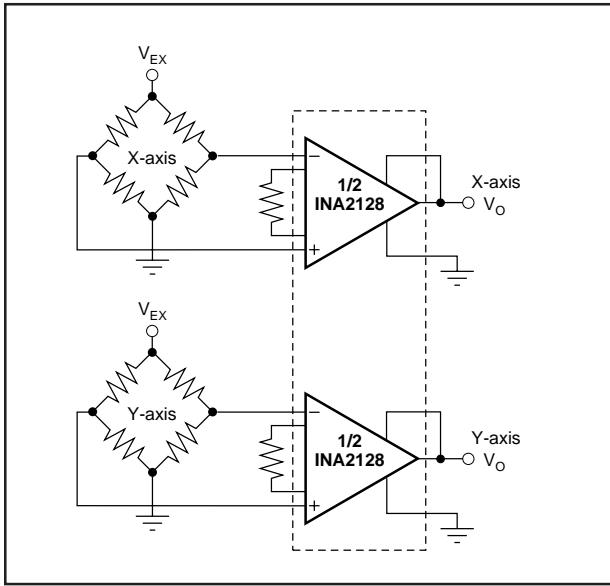 V_EX
X-axis
−
1/2
INA2128
+
X-axis
V_O
V_EX
Y-axis
−
1/2
INA2128
+
Y-axis
V_O